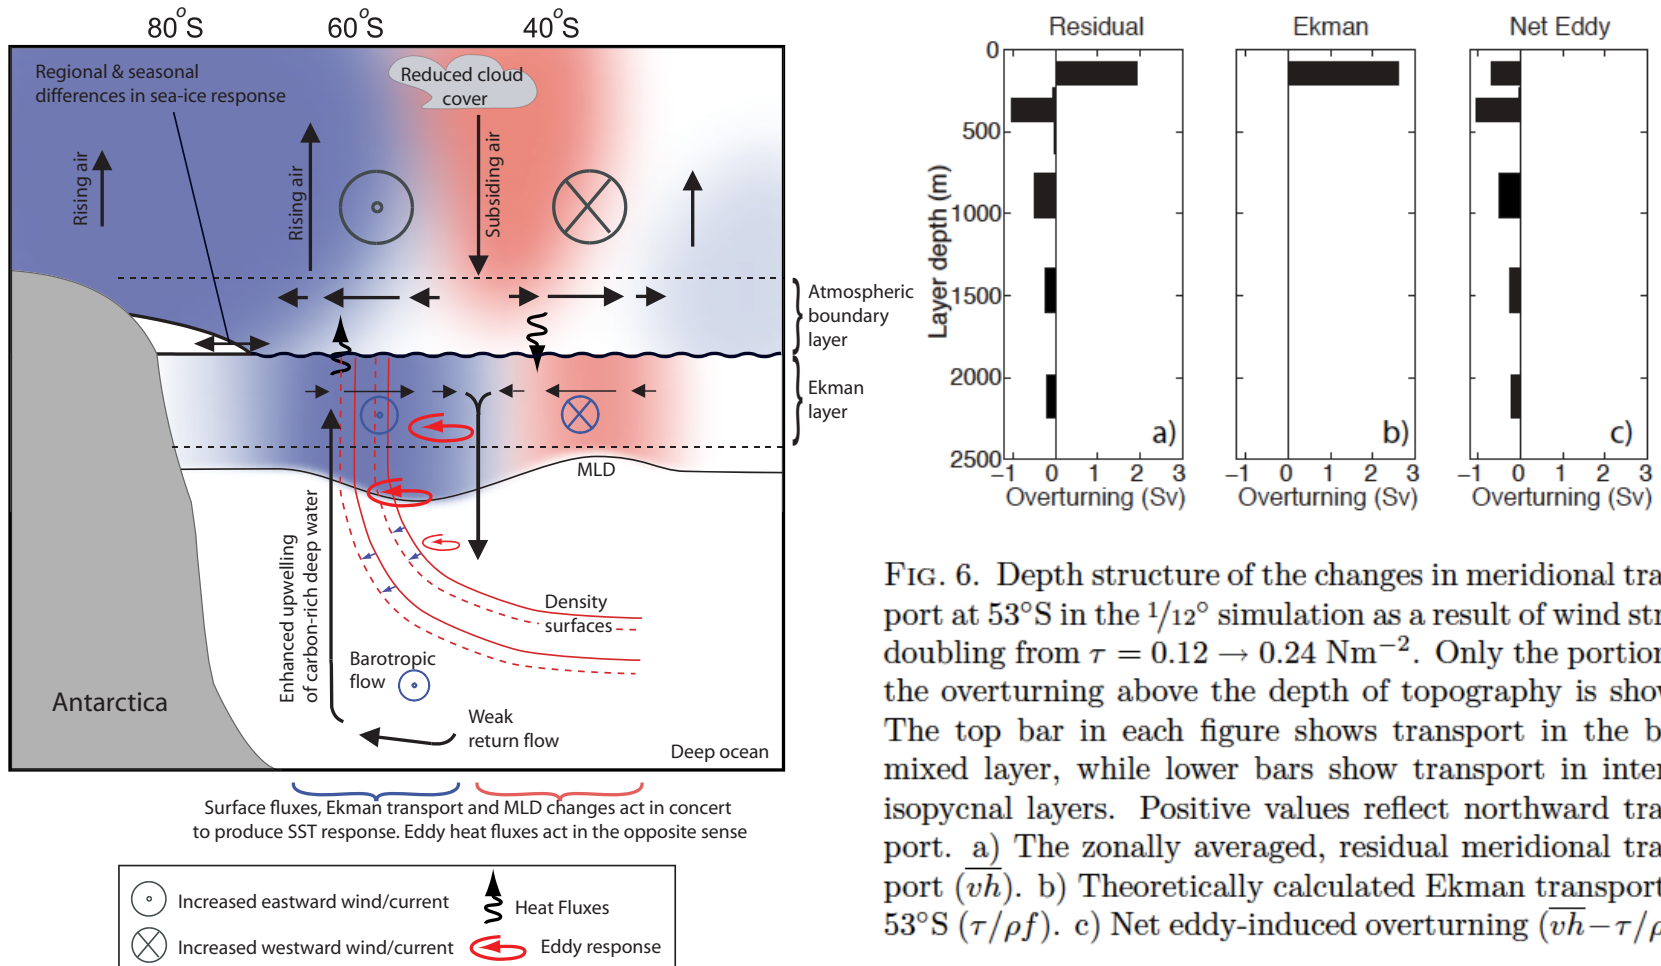 80°S 60°S 40°S
Regional & seasonal
differences in sea-ice response
Reduced cloud
cover
Rising air
Rising air
Subsiding air
Atmospheric
boundary
layer
Ekman
layer
MLD
Enhanced upwelling
of carbon-rich deep water
Density
surfaces
Barotropic
flow
Antarctica
Weak
return flow
Deep ocean
Surface fluxes, Ekman transport and MLD changes act in concert
to produce SST response. Eddy heat fluxes act in the opposite sense
Increased eastward wind/current
Heat Fluxes
Increased westward wind/current
Eddy response
Residual Ekman Net Eddy
Layer depth (m)
0
500
1000
1500
2000
2500
a) b) c)
−1 0 1 2 3 −1 0 1 2 3 −1 0 1 2 3
Overturning (Sv) Overturning (Sv) Overturning (Sv)
FIG. 6. Depth structure of the changes in meridional tra
port at 53°S in the 1/12° simulation as a result of wind str
doubling from τ = 0.12 → 0.24 Nm⁻². Only the portion
the overturning above the depth of topography is show
The top bar in each figure shows transport in the b
mixed layer, while lower bars show transport in inter
isopycnal layers. Positive values reflect northward tra
port. a) The zonally averaged, residual meridional tra
port (v̅h̅). b) Theoretically calculated Ekman transport
53°S (τ/ρf). c) Net eddy-induced overturning (v̅h̅−τ/ρ